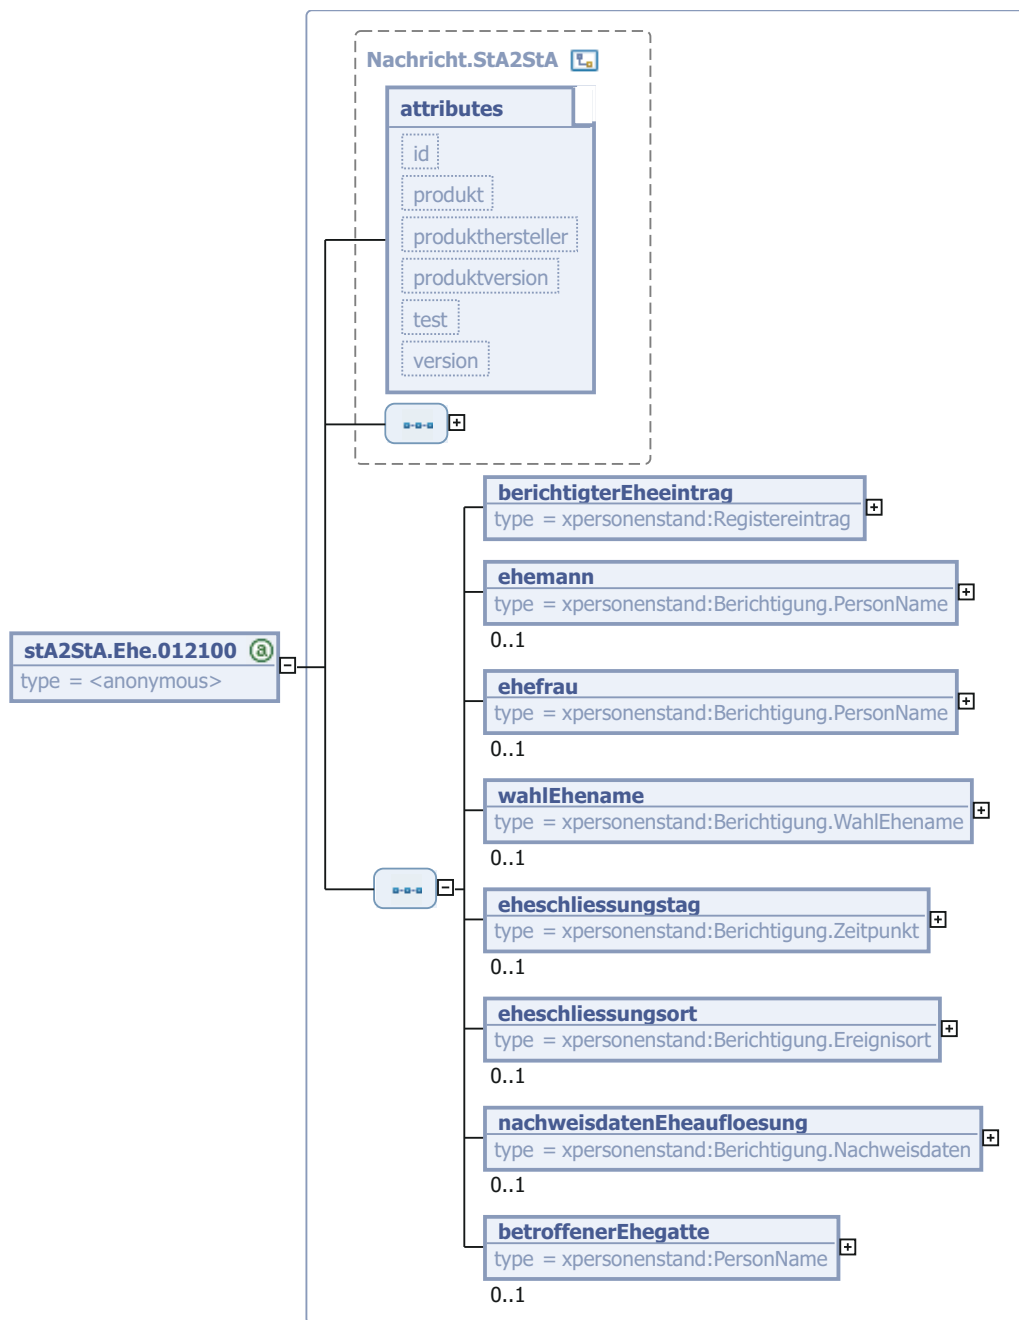 Nachricht.StA2StA
attributes
id
produkt
produkthersteller
produktversion
test
version
berichtigterEheeintrag
type = xpersonenstand:Registereintrag
ehemann
type = xpersonenstand:Berichtigung.PersonName
0..1
stA2StA.Ehe.012100 @
type = <anonymous>
ehefrau
type = xpersonenstand:Berichtigung.PersonName
0..1
wahlEhename
type = xpersonenstand:Berichtigung.WahlEhename
0..1
eheschliessungstag
type = xpersonenstand:Berichtigung.Zeitpunkt
0..1
eheschliessungsort
type = xpersonenstand:Berichtigung.Ereignisort
0..1
nachweisdatenEheaufloesung
type = xpersonenstand:Berichtigung.Nachweisdaten
0..1
betroffenerEhegatte
type = xpersonenstand:PersonName
0..1